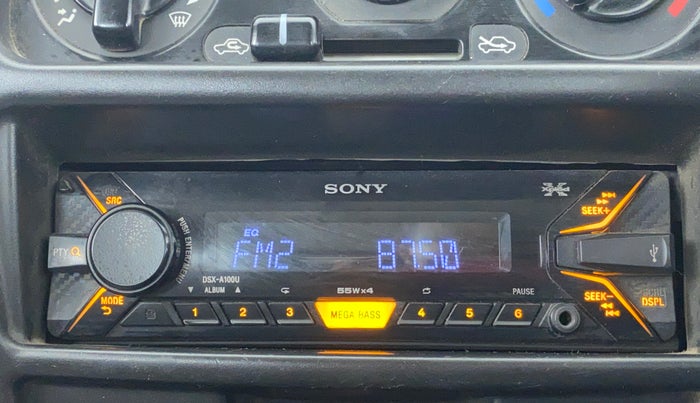 SONY
SRC
SEEK+
PTY
PUSH ENTER/MENU
EQ
FM2 87.50
DSX-A100U
ALBUM
55W×4
PAUSE
MODE
SEEK-
DSPL
1 2 3 MEGA BASS 4 5 6